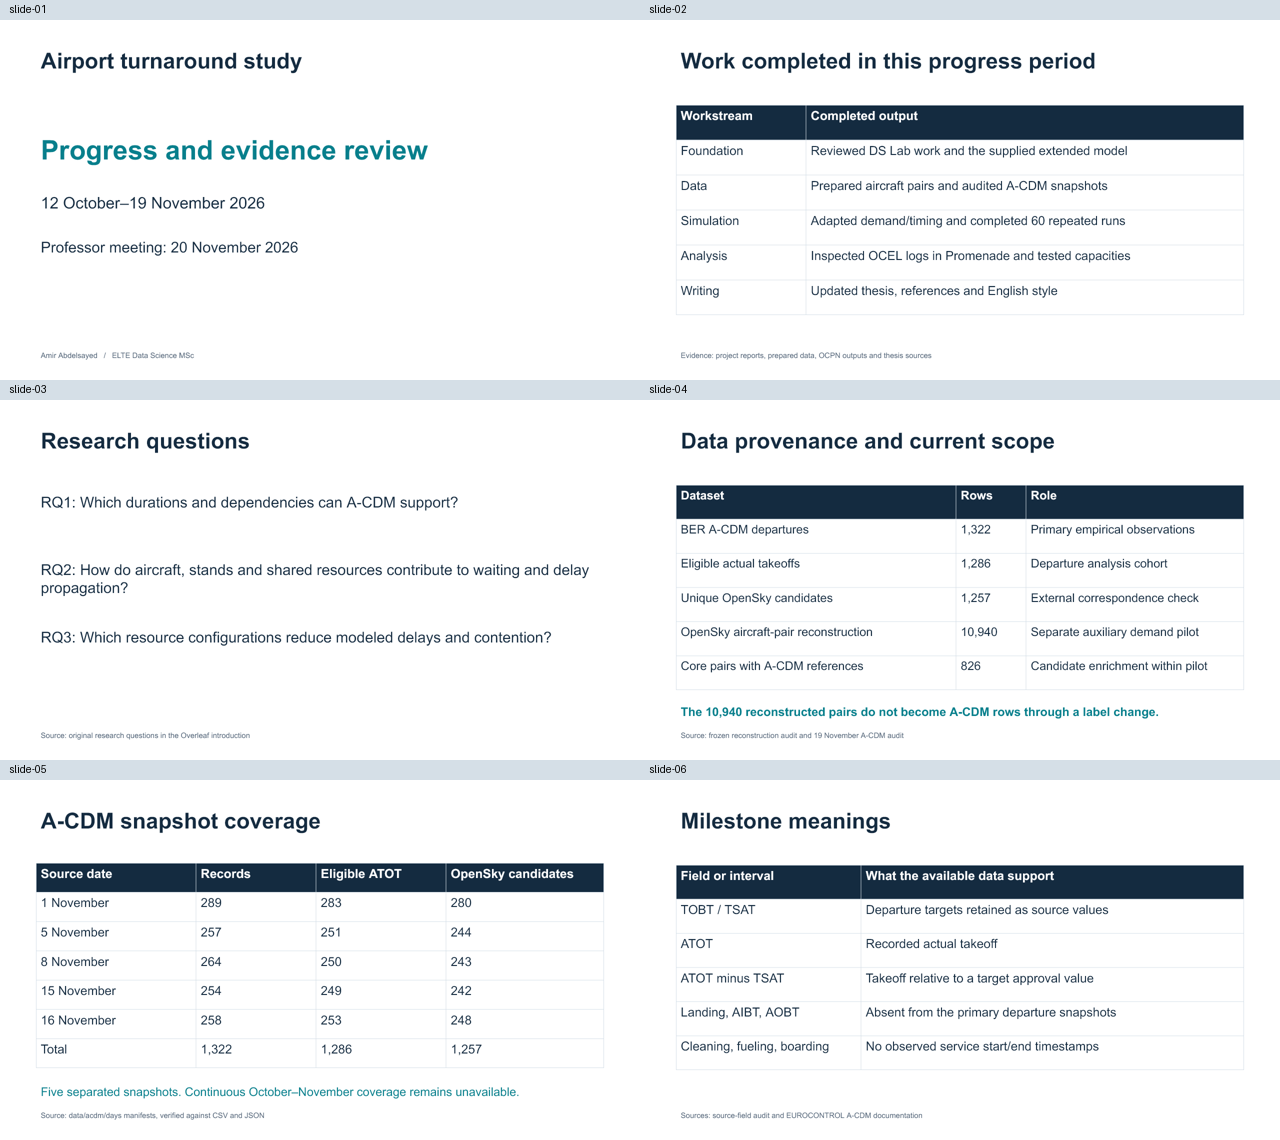 slide-01
Airport turnaround study
Progress and evidence review
12 October–19 November 2026
Professor meeting: 20 November 2026
Amir Abdelsayed / ELTE Data Science MSc
slide-02
Work completed in this progress period
Workstream Completed output
Foundation Reviewed DS Lab work and the supplied extended model
Data Prepared aircraft pairs and audited A-CDM snapshots
Simulation Adapted demand/timing and completed 60 repeated runs
Analysis Inspected OCEL logs in Promenade and tested capacities
Writing Updated thesis, references and English style
Evidence: project reports, prepared data, OCPN outputs and thesis sources
slide-03
Research questions
RQ1: Which durations and dependencies can A-CDM support?
RQ2: How do aircraft, stands and shared resources contribute to waiting and delay
propagation?
RQ3: Which resource configurations reduce modeled delays and contention?
Source: original research questions in the Overleaf introduction
slide-04
Data provenance and current scope
Dataset Rows Role
BER A-CDM departures 1,322 Primary empirical observations
Eligible actual takeoffs 1,286 Departure analysis cohort
Unique OpenSky candidates 1,257 External correspondence check
OpenSky aircraft-pair reconstruction 10,940 Separate auxiliary demand pilot
Core pairs with A-CDM references 826 Candidate enrichment within pilot
The 10,940 reconstructed pairs do not become A-CDM rows through a label change.
Source: frozen reconstruction audit and 19 November A-CDM audit
slide-05
A-CDM snapshot coverage
Source date Records Eligible ATOT OpenSky candidates
1 November 289 283 280
5 November 257 251 244
8 November 264 250 243
15 November 254 249 242
16 November 258 253 248
Total 1,322 1,286 1,257
Five separated snapshots. Continuous October–November coverage remains unavailable.
Source: data/acdm/days manifests, verified against CSV and JSON
slide-06
Milestone meanings
Field or interval What the available data support
TOBT / TSAT Departure targets retained as source values
ATOT Recorded actual takeoff
ATOT minus TSAT Takeoff relative to a target approval value
Landing, AIBT, AOBT Absent from the primary departure snapshots
Cleaning, fueling, boarding No observed service start/end timestamps
Sources: source-field audit and EUROCONTROL A-CDM documentation